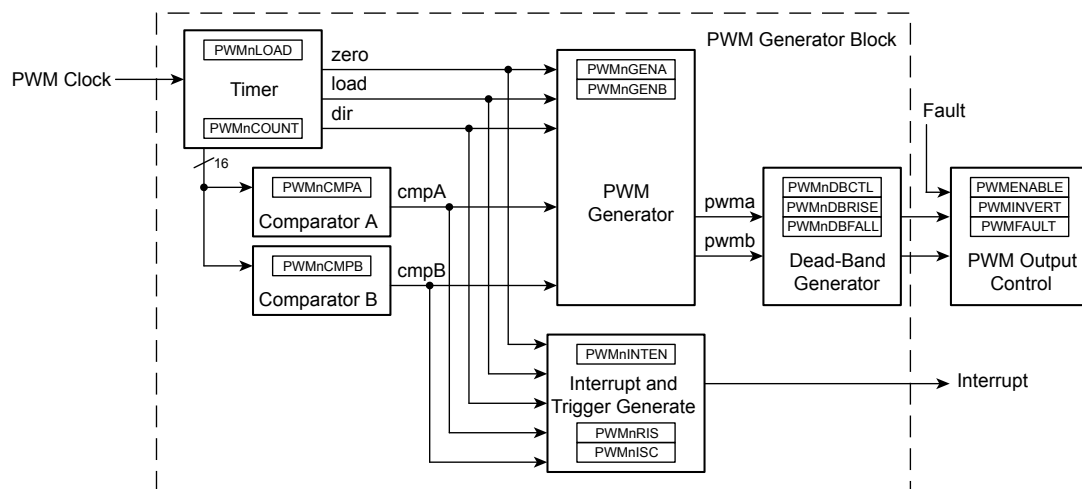 PWM Generator Block
PWM Clock
PWMnLOAD
Timer
PWMnCOUNT
zero
load
dir
16
PWMnCMPA
Comparator A
cmpA
PWMnCMPB
Comparator B
cmpB
PWMnGENA
PWMnGENB
PWM
Generator
pwma
pwmb
PWMnDBCTL
PWMnDBRISE
PWMnDBFALL
Dead-Band
Generator
Fault
PWMENABLE
PWMINVERT
PWMFAULT
PWM Output
Control
PWMnINTEN
Interrupt and
Trigger Generate
PWMnRIS
PWMnISC
Interrupt